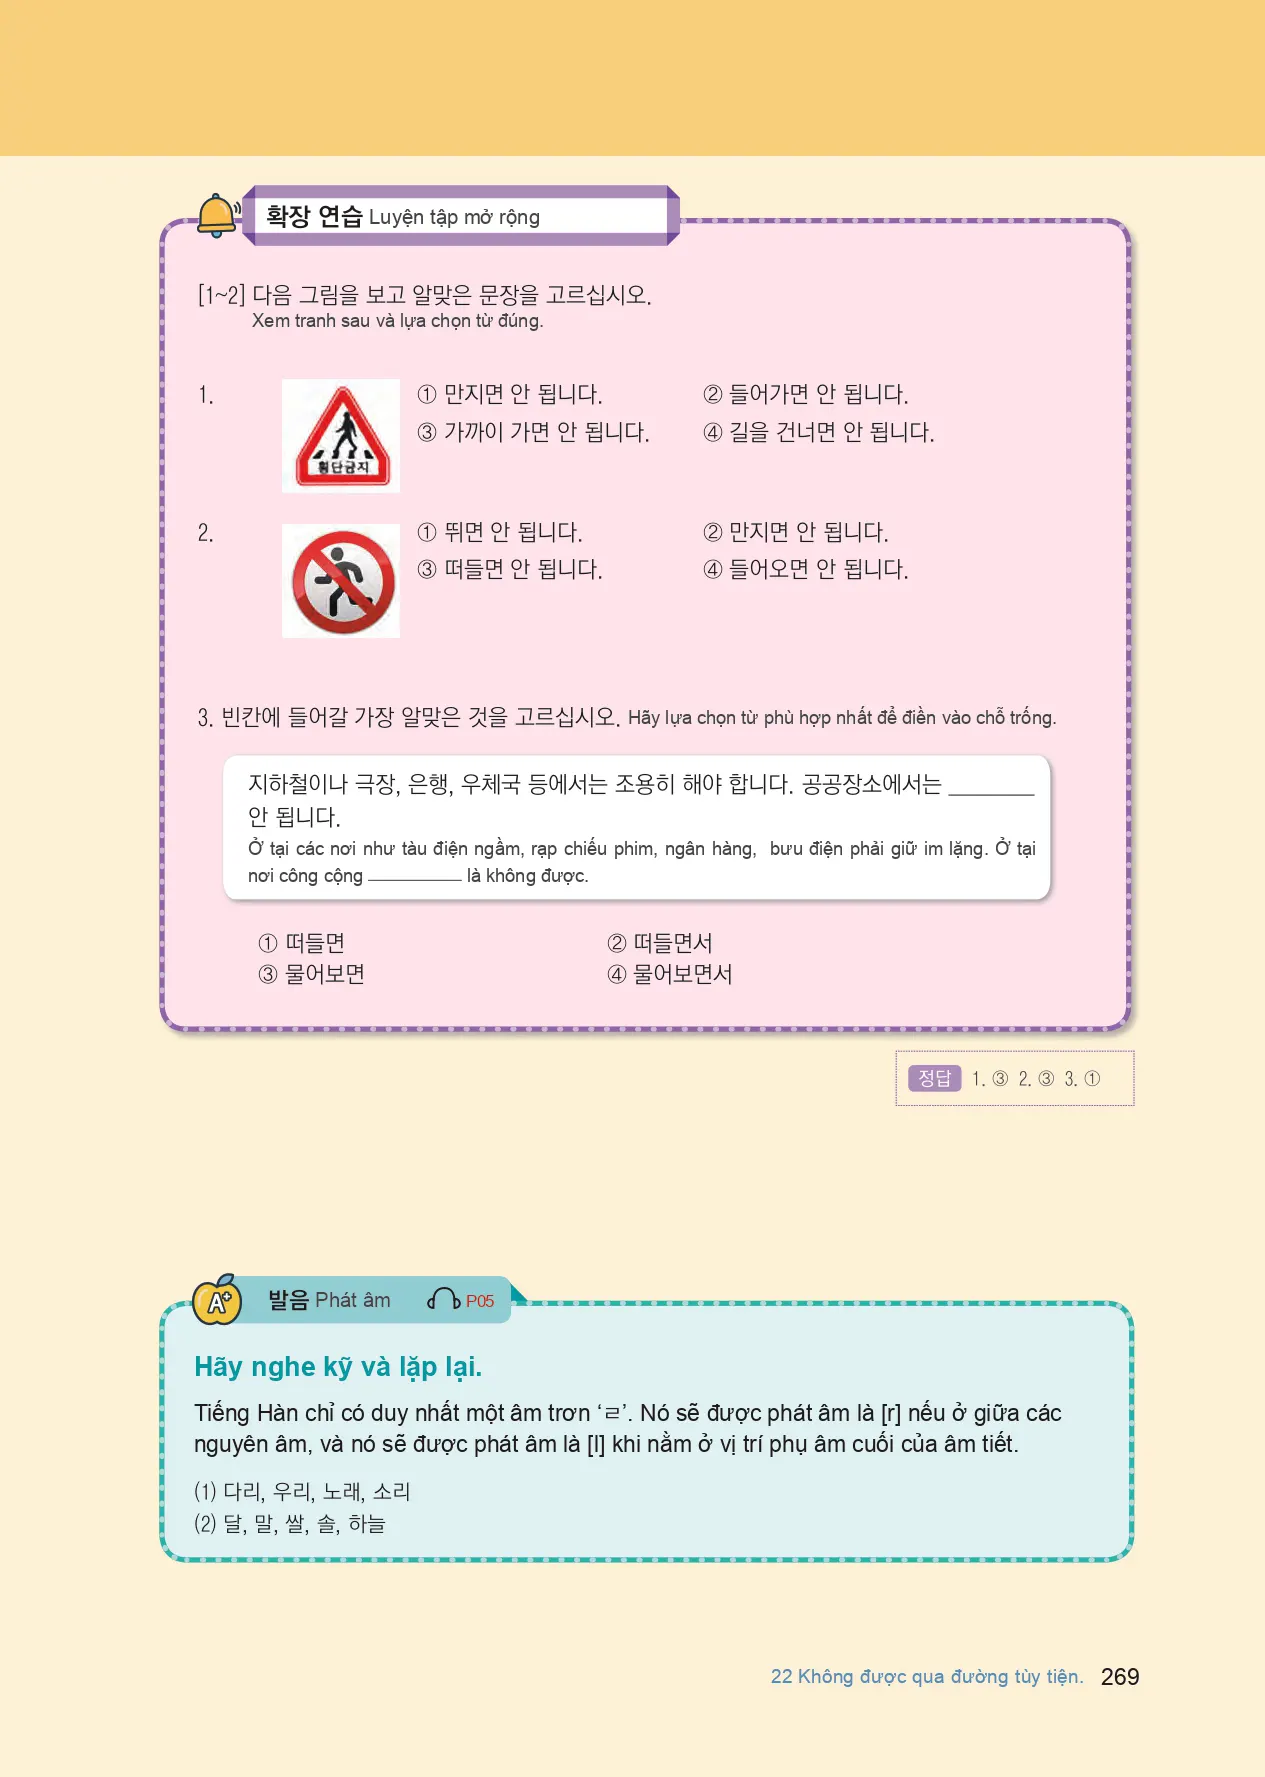 확장 연습 Luyện tập mở rộng
[1~2] 다음 그림을 보고 알맞은 문장을 고르십시오.
Xem tranh sau và lựa chọn từ đúng.
1.
횡단금지
① 만지면 안 됩니다.
② 들어가면 안 됩니다.
③ 가까이 가면 안 됩니다.
④ 길을 건너면 안 됩니다.
2.
① 뛰면 안 됩니다.
② 만지면 안 됩니다.
③ 떠들면 안 됩니다.
④ 들어오면 안 됩니다.
3. 빈칸에 들어갈 가장 알맞은 것을 고르십시오. Hãy lựa chọn từ phù hợp nhất để điền vào chỗ trống.
지하철이나 극장, 은행, 우체국 등에서는 조용히 해야 합니다. 공공장소에서는 ________
안 됩니다.
Ở tại các nơi như tàu điện ngầm, rạp chiếu phim, ngân hàng, bưu điện phải giữ im lặng. Ở tại
nơi công cộng __________ là không được.
① 떠들면
② 떠들면서
③ 물어보면
④ 물어보면서
정답 1. ③ 2. ③ 3. ①
A+
발음 Phát âm P05
Hãy nghe kỹ và lặp lại.
Tiếng Hàn chỉ có duy nhất một âm trơn ‘ㄹ’. Nó sẽ được phát âm là [r] nếu ở giữa các
nguyên âm, và nó sẽ được phát âm là [l] khi nằm ở vị trí phụ âm cuối của âm tiết.
(1) 다리, 우리, 노래, 소리
(2) 달, 말, 쌀, 솔, 하늘
22 Không được qua đường tùy tiện. 269